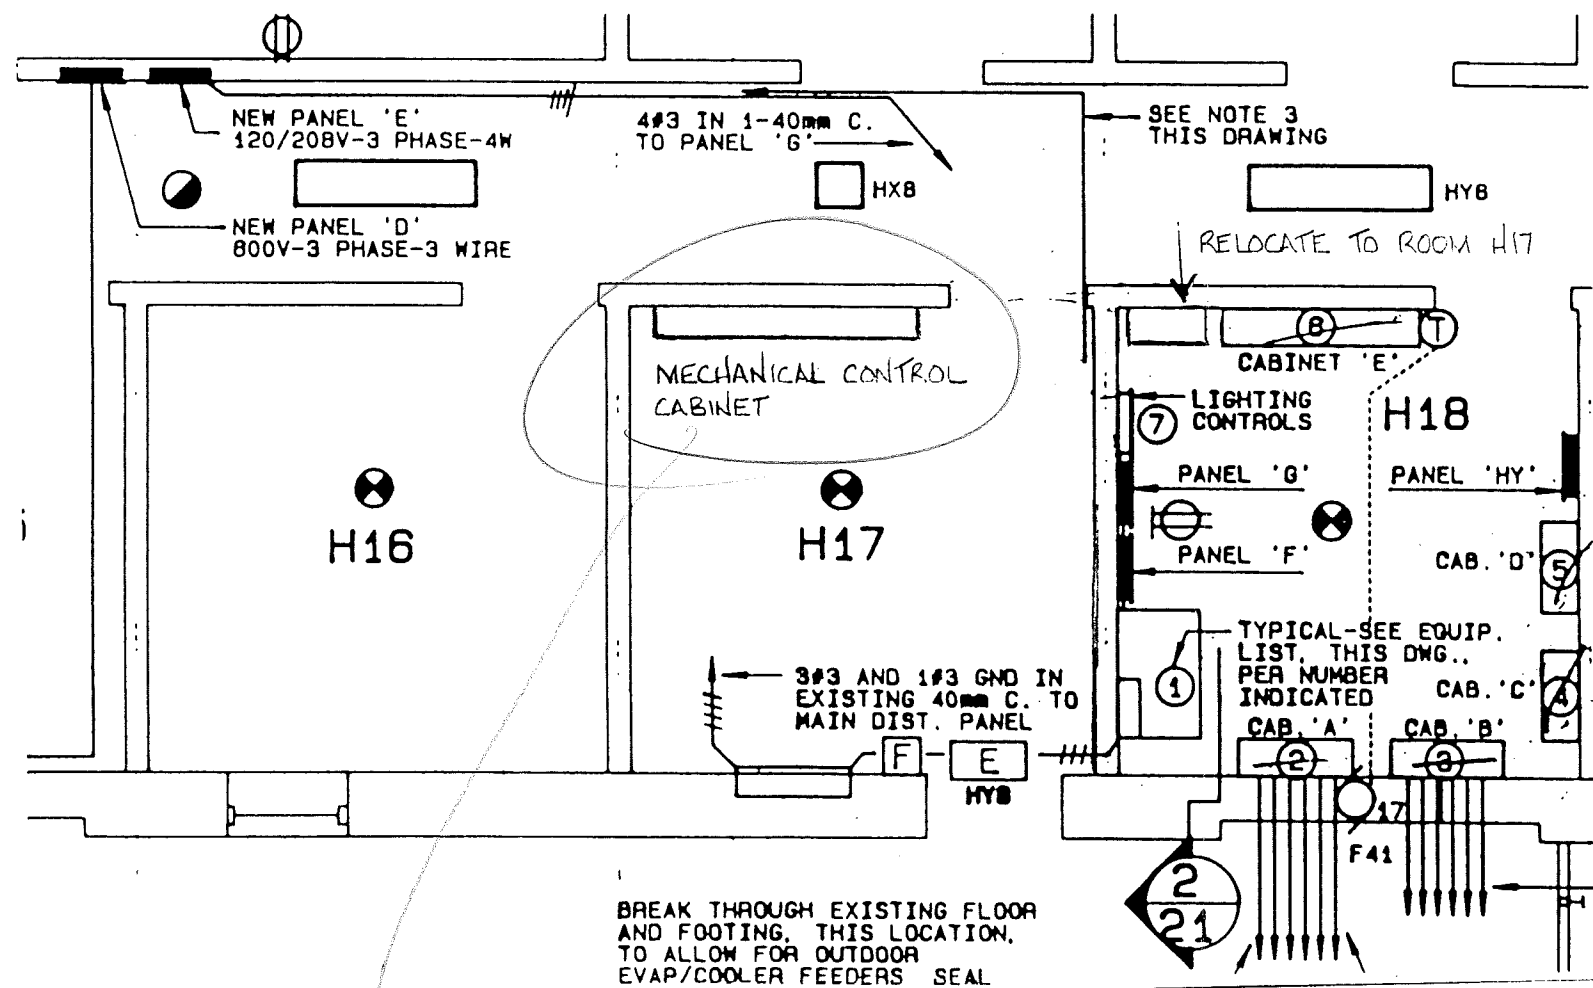 NEW PANEL 'E'
120/208V-3 PHASE-4W
4#3 IN 1-40mm C.
TO PANEL 'G'
SEE NOTE 3
THIS DRAWING
HX8
HY8
NEW PANEL 'D'
600V-3 PHASE-3 WIRE
RELOCATE TO ROOM H17
8
T
CABINET 'E'
MECHANICAL CONTROL
CABINET
LIGHTING
CONTROLS
7
H18
PANEL 'G'
PANEL 'HY'
H16
H17
PANEL 'F'
CAB. 'D'
5
TYPICAL-SEE EQUIP.
LIST, THIS DWG.,
PER NUMBER
INDICATED
1
3#3 AND 1#3 GND IN
EXISTING 40mm C. TO
MAIN DIST. PANEL
CAB. 'C'
4
CAB. 'A'
CAB. 'B'
F
E
2
3
HY8
17
F41
2
21
BREAK THROUGH EXISTING FLOOR
AND FOOTING, THIS LOCATION,
TO ALLOW FOR OUTDOOR
EVAP/COOLER FEEDERS SEAL